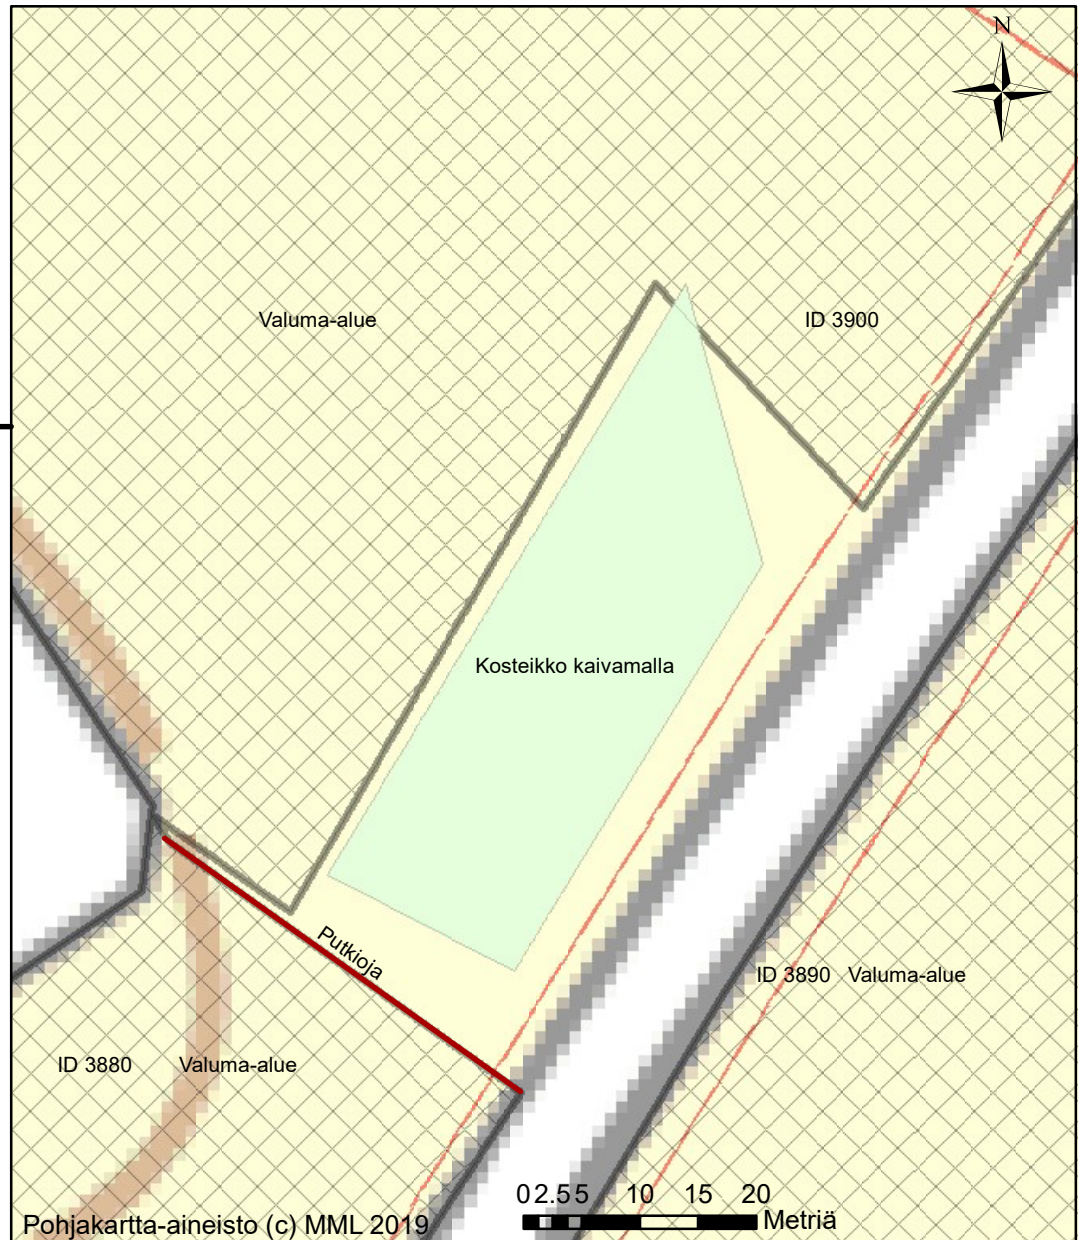 N
Valuma-alue
ID 3900
Kosteikko kaivamalla
Putkioja
ID 3890 Valuma-alue
ID 3880 Valuma-alue
0 2.5 5 10 15 20
Metriä
Pohjakartta-aineisto (c) MML 2019